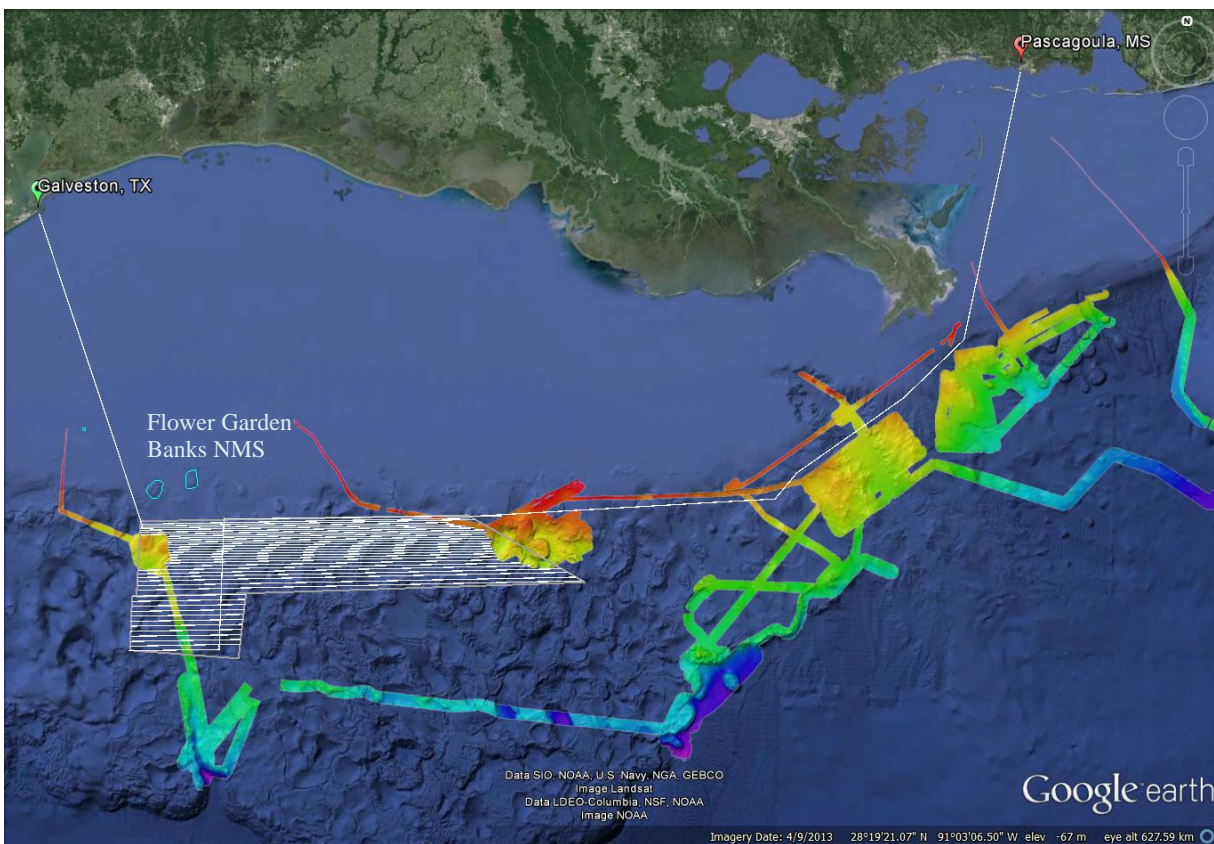 N
Pascagoula, MS
Galveston, TX
Flower Garden
Banks NMS
Data SIO, NOAA, U.S. Navy, NGA, GEBCO
Image Landsat
Data LDEO-Columbia, NSF, NOAA
Image NOAA
Google earth
Imagery Date: 4/9/2013 28°19'21.07" N 91°03'06.50" W elev -67 m eye alt 627.59 km